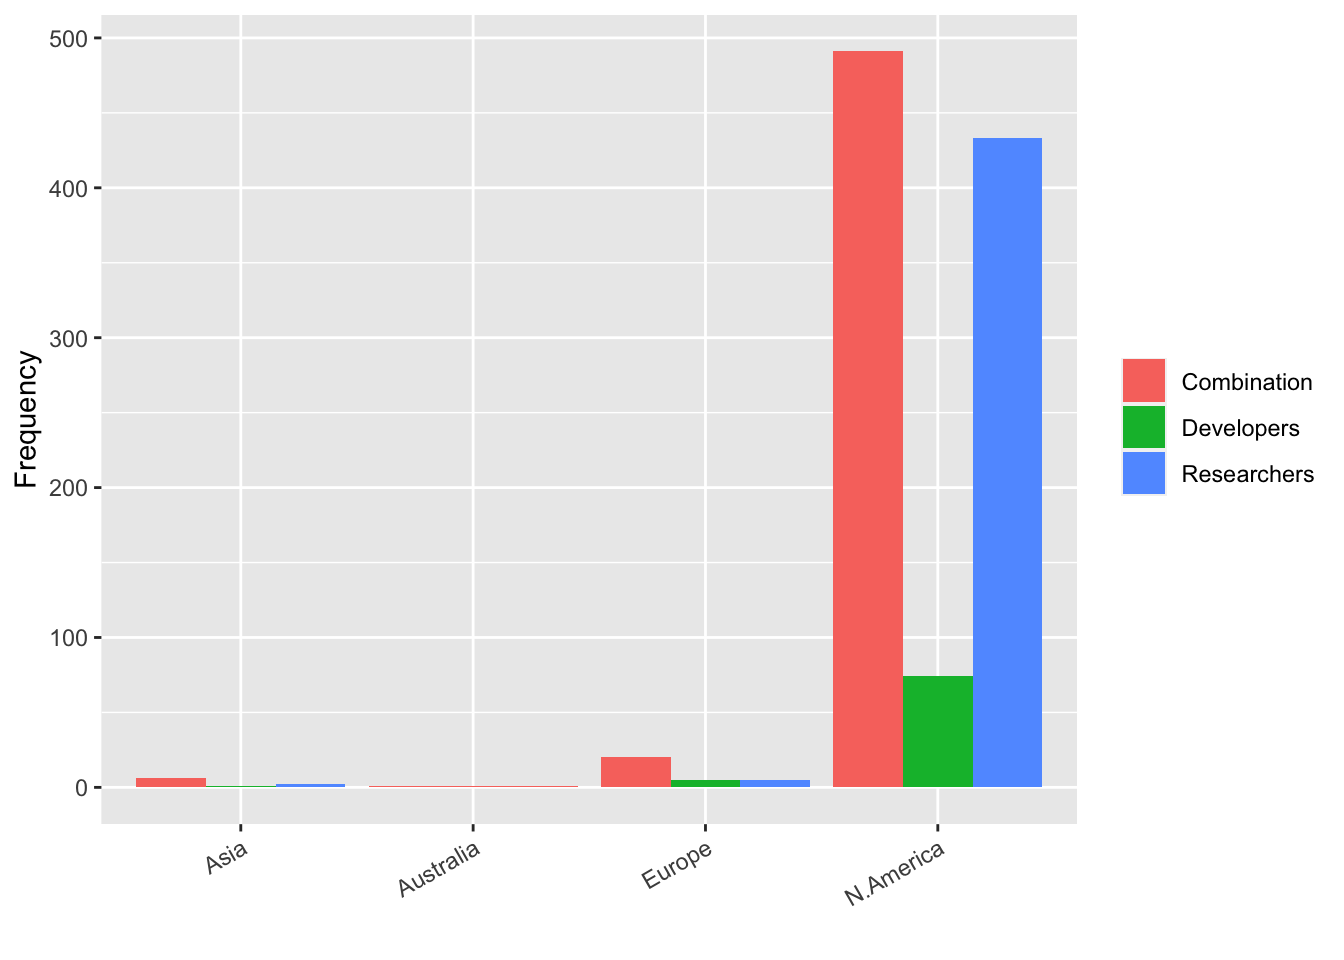 500
400
300
200
100
0
Frequency
Asia
Australia
Europe
N.America
Combination
Developers
Researchers